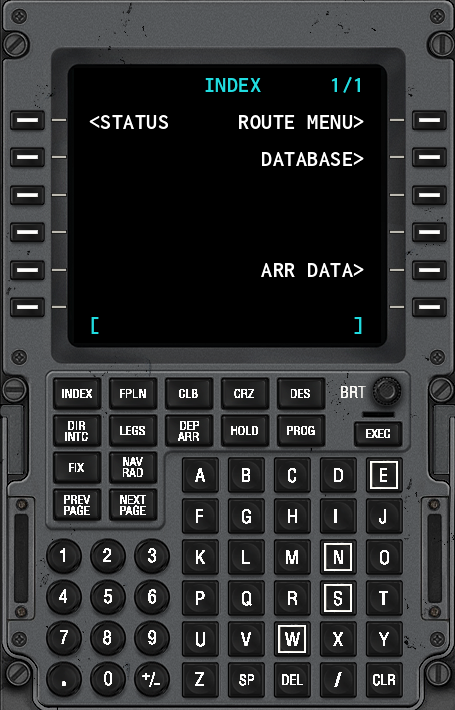 INDEX 1/1
<STATUS ROUTE MENU>
DATABASE>
ARR DATA>
[ ]
INDEX FPLN CLB CRZ DES BRT
DIR INTC LEGS DEP ARR HOLD PROG EXEC
FIX NAV RAD
PREV PAGE NEXT PAGE
A B C D E
F G H I J
1 2 3 K L M N O
4 5 6 P Q R S T
7 8 9 U V W X Y
. 0 +/- Z SP DEL / CLR